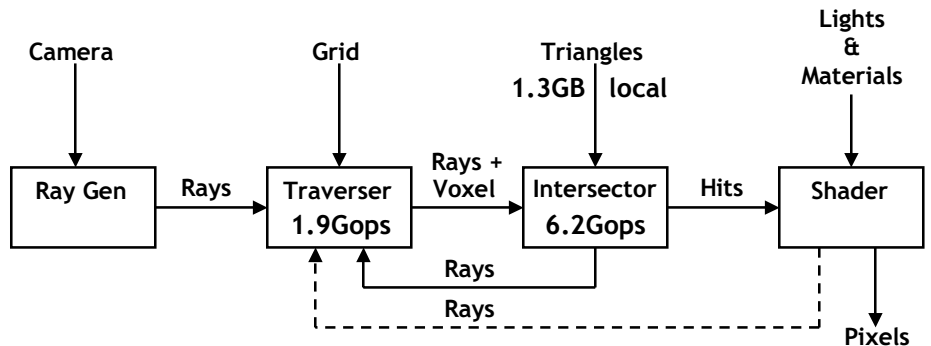 Camera
Grid
Triangles
1.3GB local
Lights
&
Materials
Ray Gen
Rays
Traverser
1.9Gops
Rays +
Voxel
Intersector
6.2Gops
Hits
Shader
Rays
Rays
Pixels